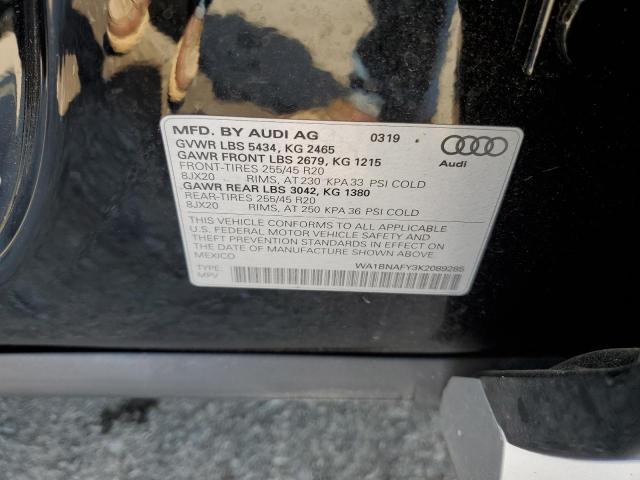 MFD. BY AUDI AG 0319
GVWR LBS 5434, KG 2465
GAWR FRONT LBS 2679, KG 1215
FRONT-TIRES 255/45 R20
8JX20 RIMS, AT 230 KPA 33 PSI COLD
GAWR REAR LBS 3042, KG 1380
REAR-TIRES 255/45 R20
8JX20 RIMS, AT 250 KPA 36 PSI COLD
Audi
THIS VEHICLE CONFORMS TO ALL APPLICABLE
U.S. FEDERAL MOTOR VEHICLE SAFETY AND
THEFT PREVENTION STANDARDS IN EFFECT ON
THE DATE OF MANUFACTURE SHOWN ABOVE.
MEXICO
TYPE:
MPV
WA1BNAFY3K2089285